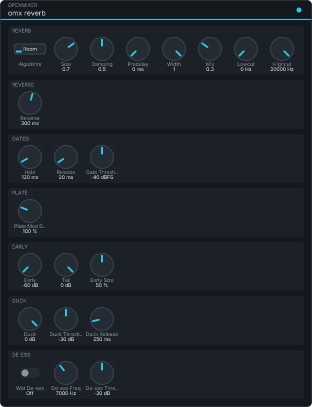 OPENMIXER
omx reverb
REVERB
Room
Algorithm
Size
0.7
Damping
0.5
Predelay
0 ms
Width
1
Mix
0.3
Lowcut
0 Hz
Highcut
20000 Hz
REVERSE
Reverse
380 ms
GATED
Hold
120 ms
Release
20 ms
Gate Thresh..
-40 dBFS
PLATE
Plate Mod D..
100 %
EARLY
Early
-60 dB
Tail
0 dB
Early Size
50 %
DUCK
Duck
0 dB
Duck Thresh..
-30 dB
Duck Release
250 ms
DE-ESS
Wet De-ess
Off
De-ess Freq
7000 Hz
De-ess Thre..
-30 dB